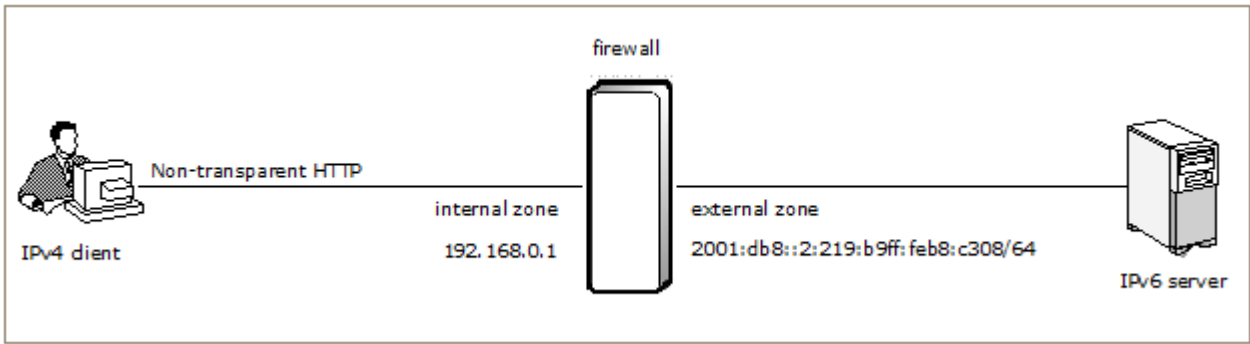 firewall
Non-transparent HTTP
internal zone
external zone
192.168.0.1
2001:db8::2:219:b9ff:feb8:c308/64
IPv4 client
IPv6 server